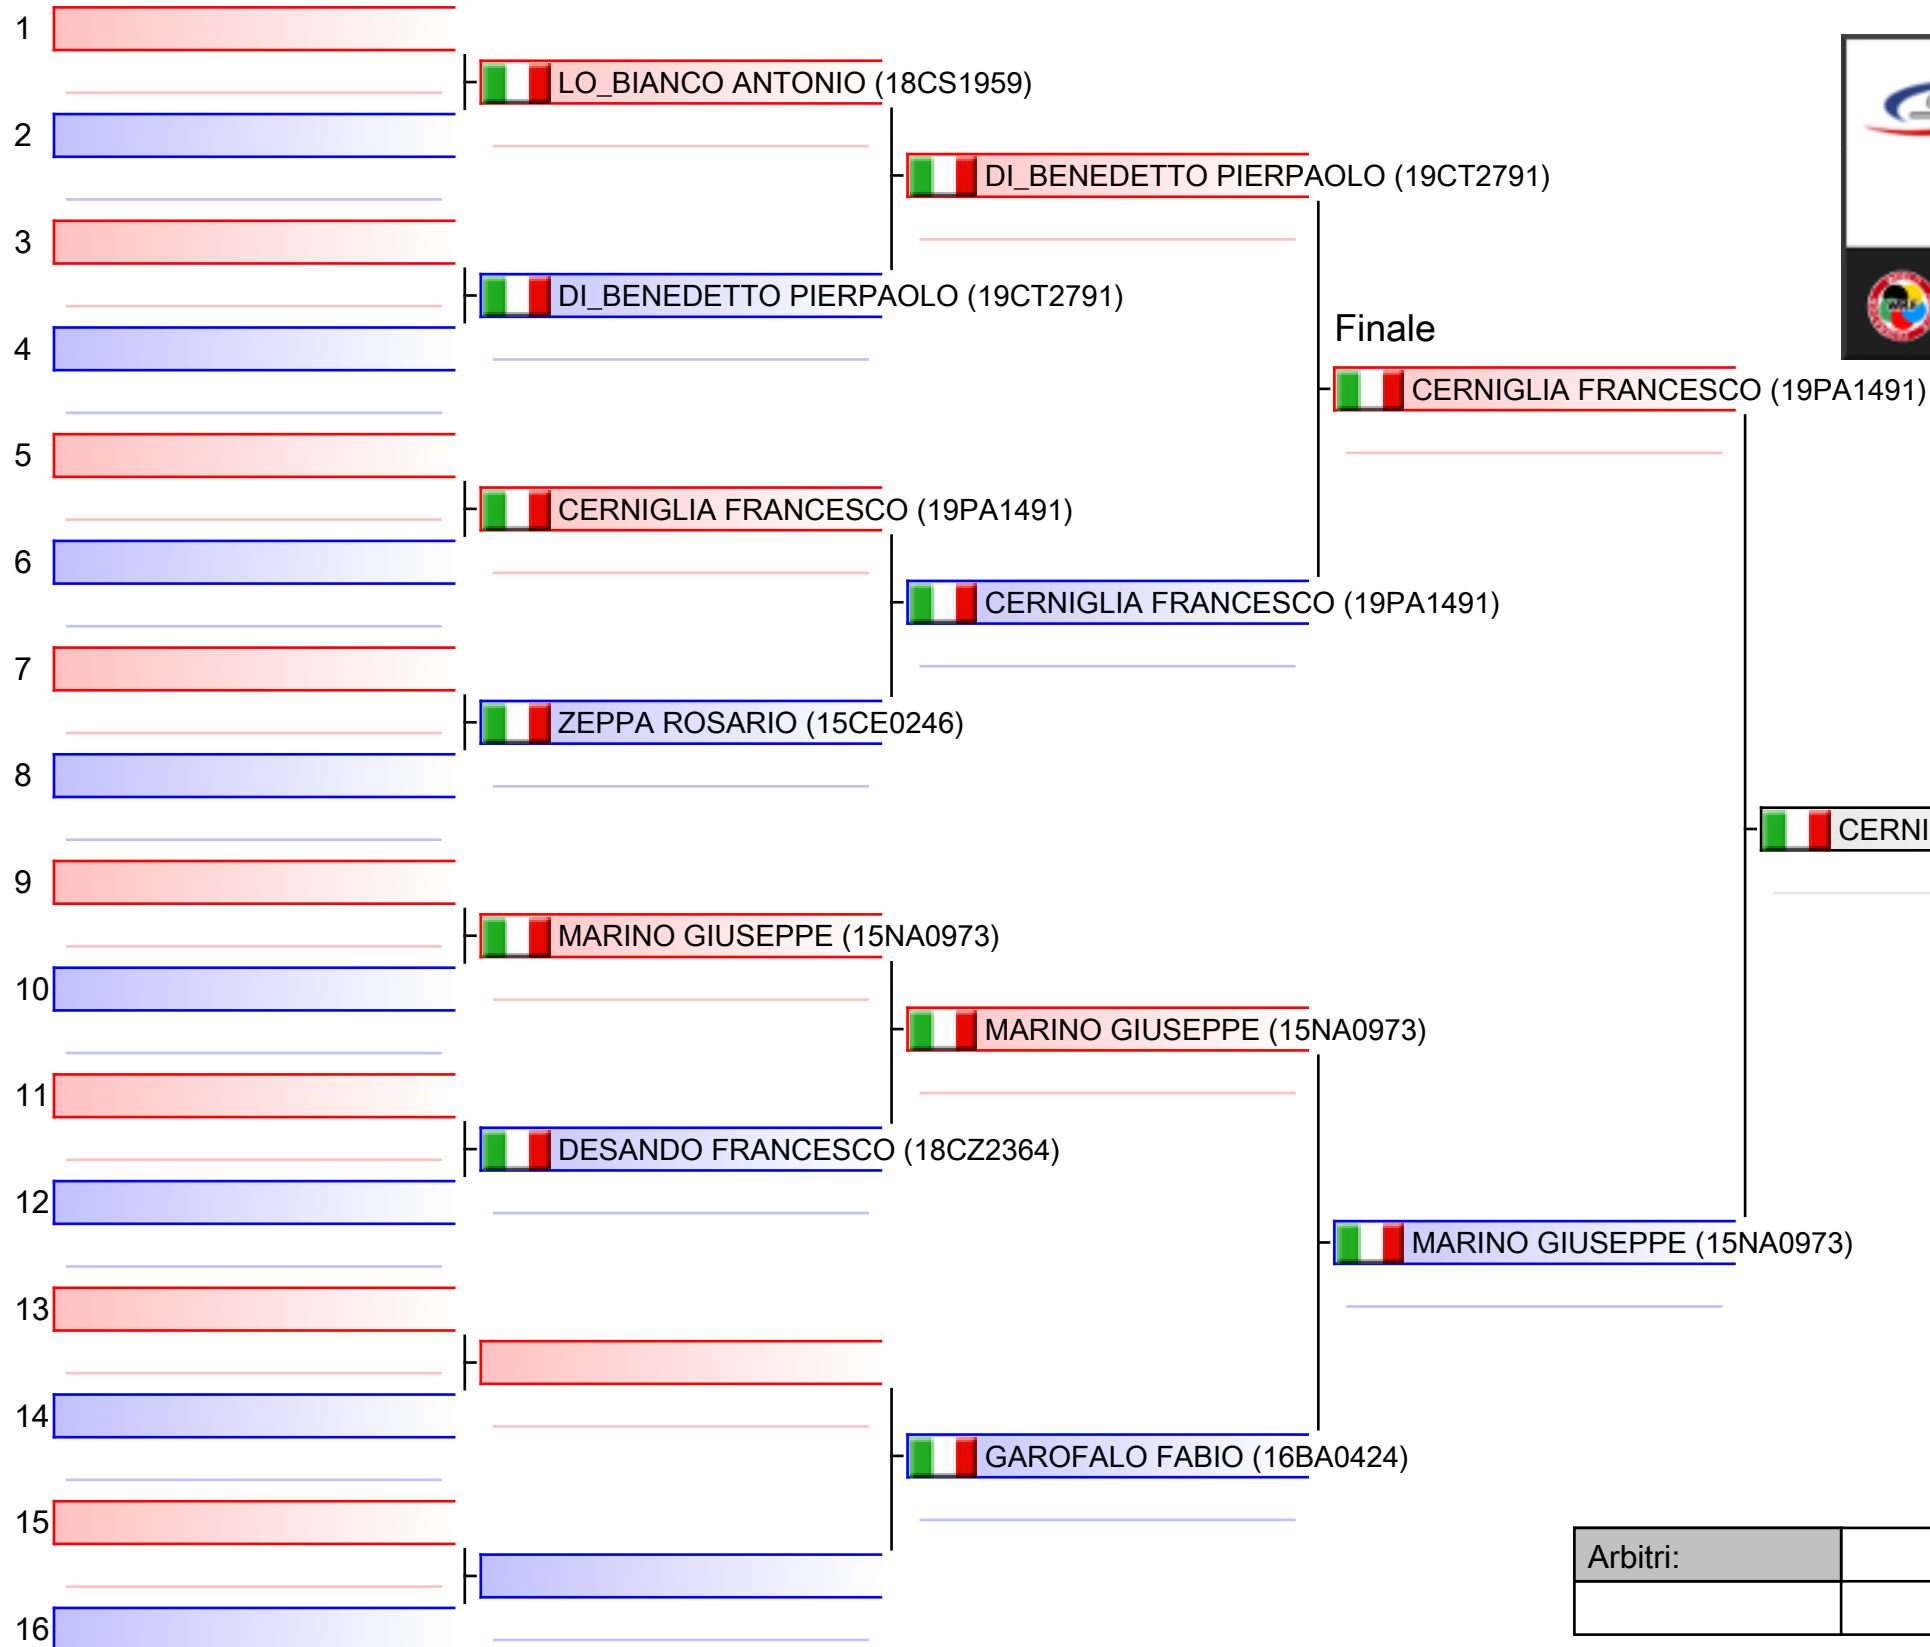 1
LO_BIANCO ANTONIO (18CS1959)
2
DI_BENEDETTO PIERPAOLO (19CT2791)
3
DI_BENEDETTO PIERPAOLO (19CT2791)
Finale
4
CERNIGLIA FRANCESCO (19PA1491)
5
CERNIGLIA FRANCESCO (19PA1491)
6
CERNIGLIA FRANCESCO (19PA1491)
7
ZEPPA ROSARIO (15CE0246)
8
CERNI
9
MARINO GIUSEPPE (15NA0973)
10
MARINO GIUSEPPE (15NA0973)
11
DESANDO FRANCESCO (18CZ2364)
12
MARINO GIUSEPPE (15NA0973)
13
14
GAROFALO FABIO (16BA0424)
15
Arbitri:
16